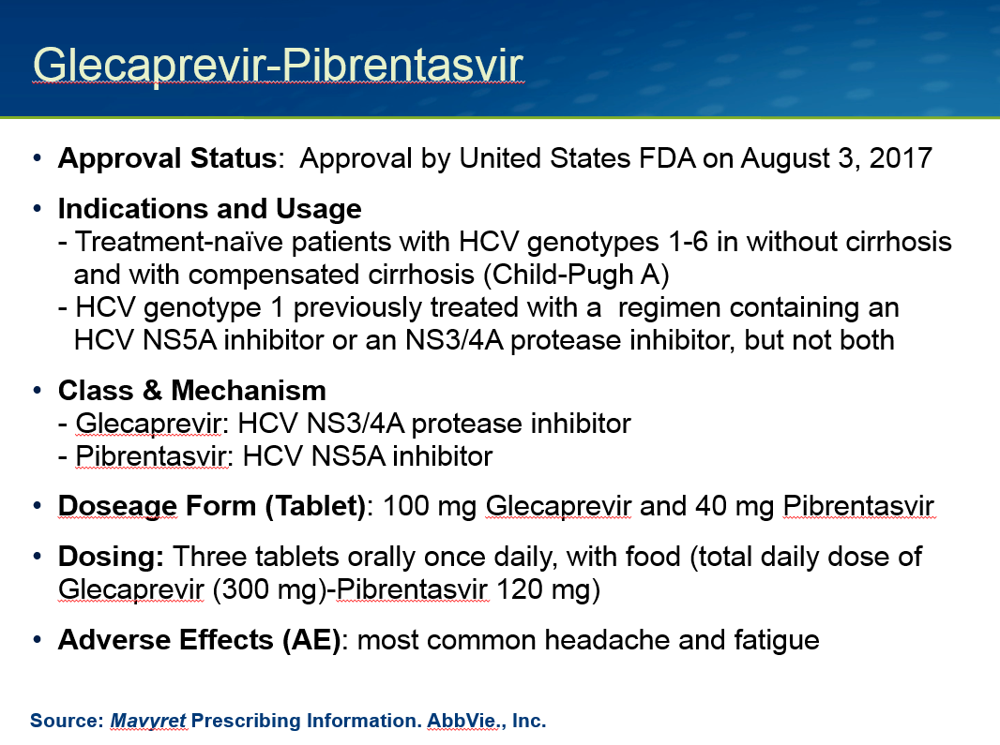 Glecaprevir-Pibrentasvir
• Approval Status:  Approval by United States FDA on August 3, 2017
• Indications and Usage
- Treatment-naïve patients with HCV genotypes 1-6 in without cirrhosis
and with compensated cirrhosis (Child-Pugh A)
- HCV genotype 1 previously treated with a  regimen containing an
HCV NS5A inhibitor or an NS3/4A protease inhibitor, but not both
• Class & Mechanism
- Glecaprevir: HCV NS3/4A protease inhibitor
- Pibrentasvir: HCV NS5A inhibitor
• Doseage Form (Tablet): 100 mg Glecaprevir and 40 mg Pibrentasvir
• Dosing: Three tablets orally once daily, with food (total daily dose of
Glecaprevir (300 mg)-Pibrentasvir 120 mg)
• Adverse Effects (AE): most common headache and fatigue
Source: Mavyret Prescribing Information. AbbVie., Inc.